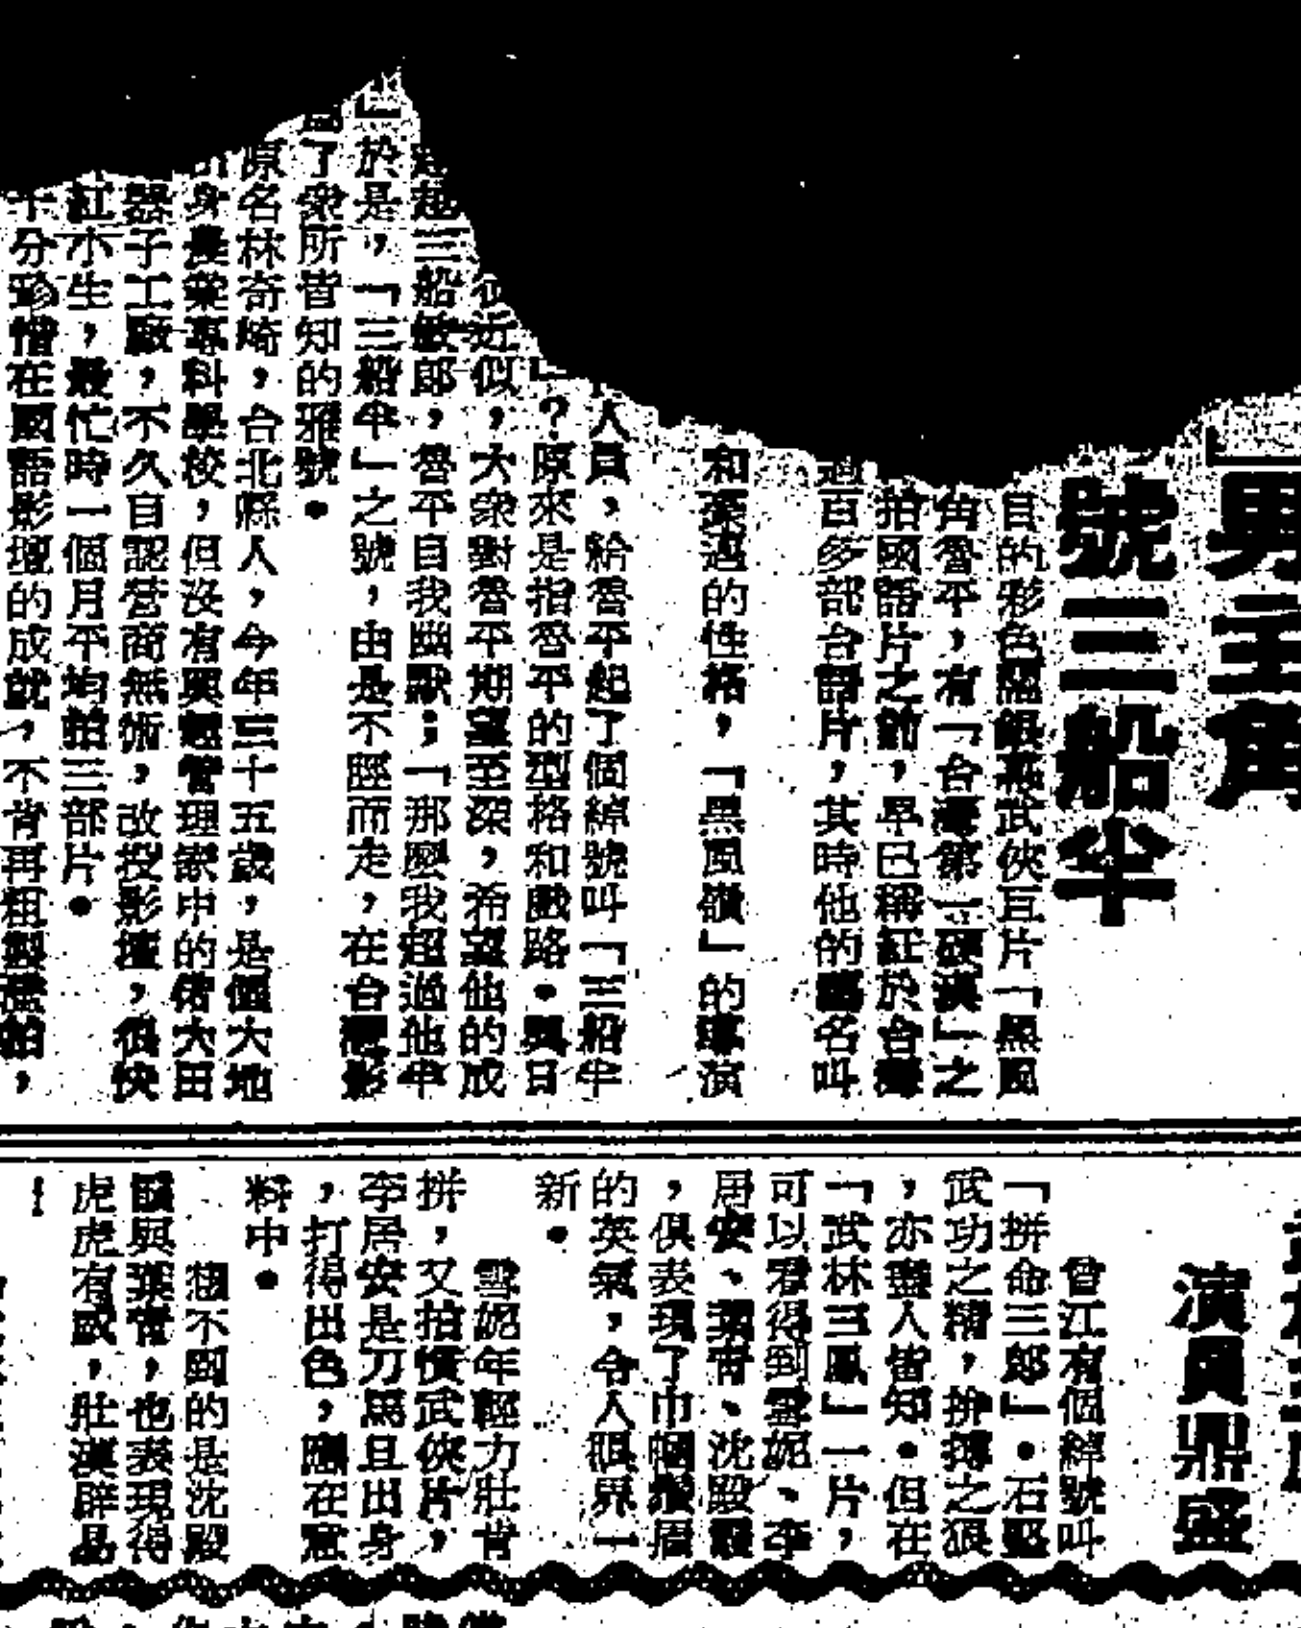 」男主角
號三船半
目的彩色闊銀幕武俠巨片「黑風
角魯平，有「台灣第一硬漢」之
拍國語片之前，早已稱紅於台灣
過百多部台語片，其時他的名叫
和豪邁的性格，「黑風嶺」的導演
人員，給魯平起了個綽號叫「三船半
」？原來是指魯平的型格和戲路。與日
近似，大衆對魯平期望至深，希望他的成
起三船敏郎，魯平自我幽默；「那麼我超過他半
」於是，「三船半」之號，由是不脛而走，在台灣影
了衆所皆知的雅號。
原名林奇崎，台北縣人，今年三十五歲，是個大地
身農業專科學校，但沒有興趣管理家中的偌大田
器子工廠，不久自認營商無術，改投影壇，很快
紅小生，最忙時一個月平均拍三部片。
十分珍惜在國語影壇的成就，不肯再粗製濫拍，
演員鼎盛
曾江有個綽號叫
「拼命三郎」。石堅
武功之精，拚搏之狠
，亦盡人皆知。但在
「武林三鳳」一片，
可以看得到雪妮、李
居安、葉青、沈殿霞
，俱表現了巾幗鬚眉
的英氣，令人眼界一
新。
雪妮年輕力壯肯
拼，又拍慣武俠片，
李居安是刀馬旦出身
，打得出色，應在意
料中。
想不到的是沈殿
霞與葉青，也表現得
虎虎有威，壯漢辟易
！